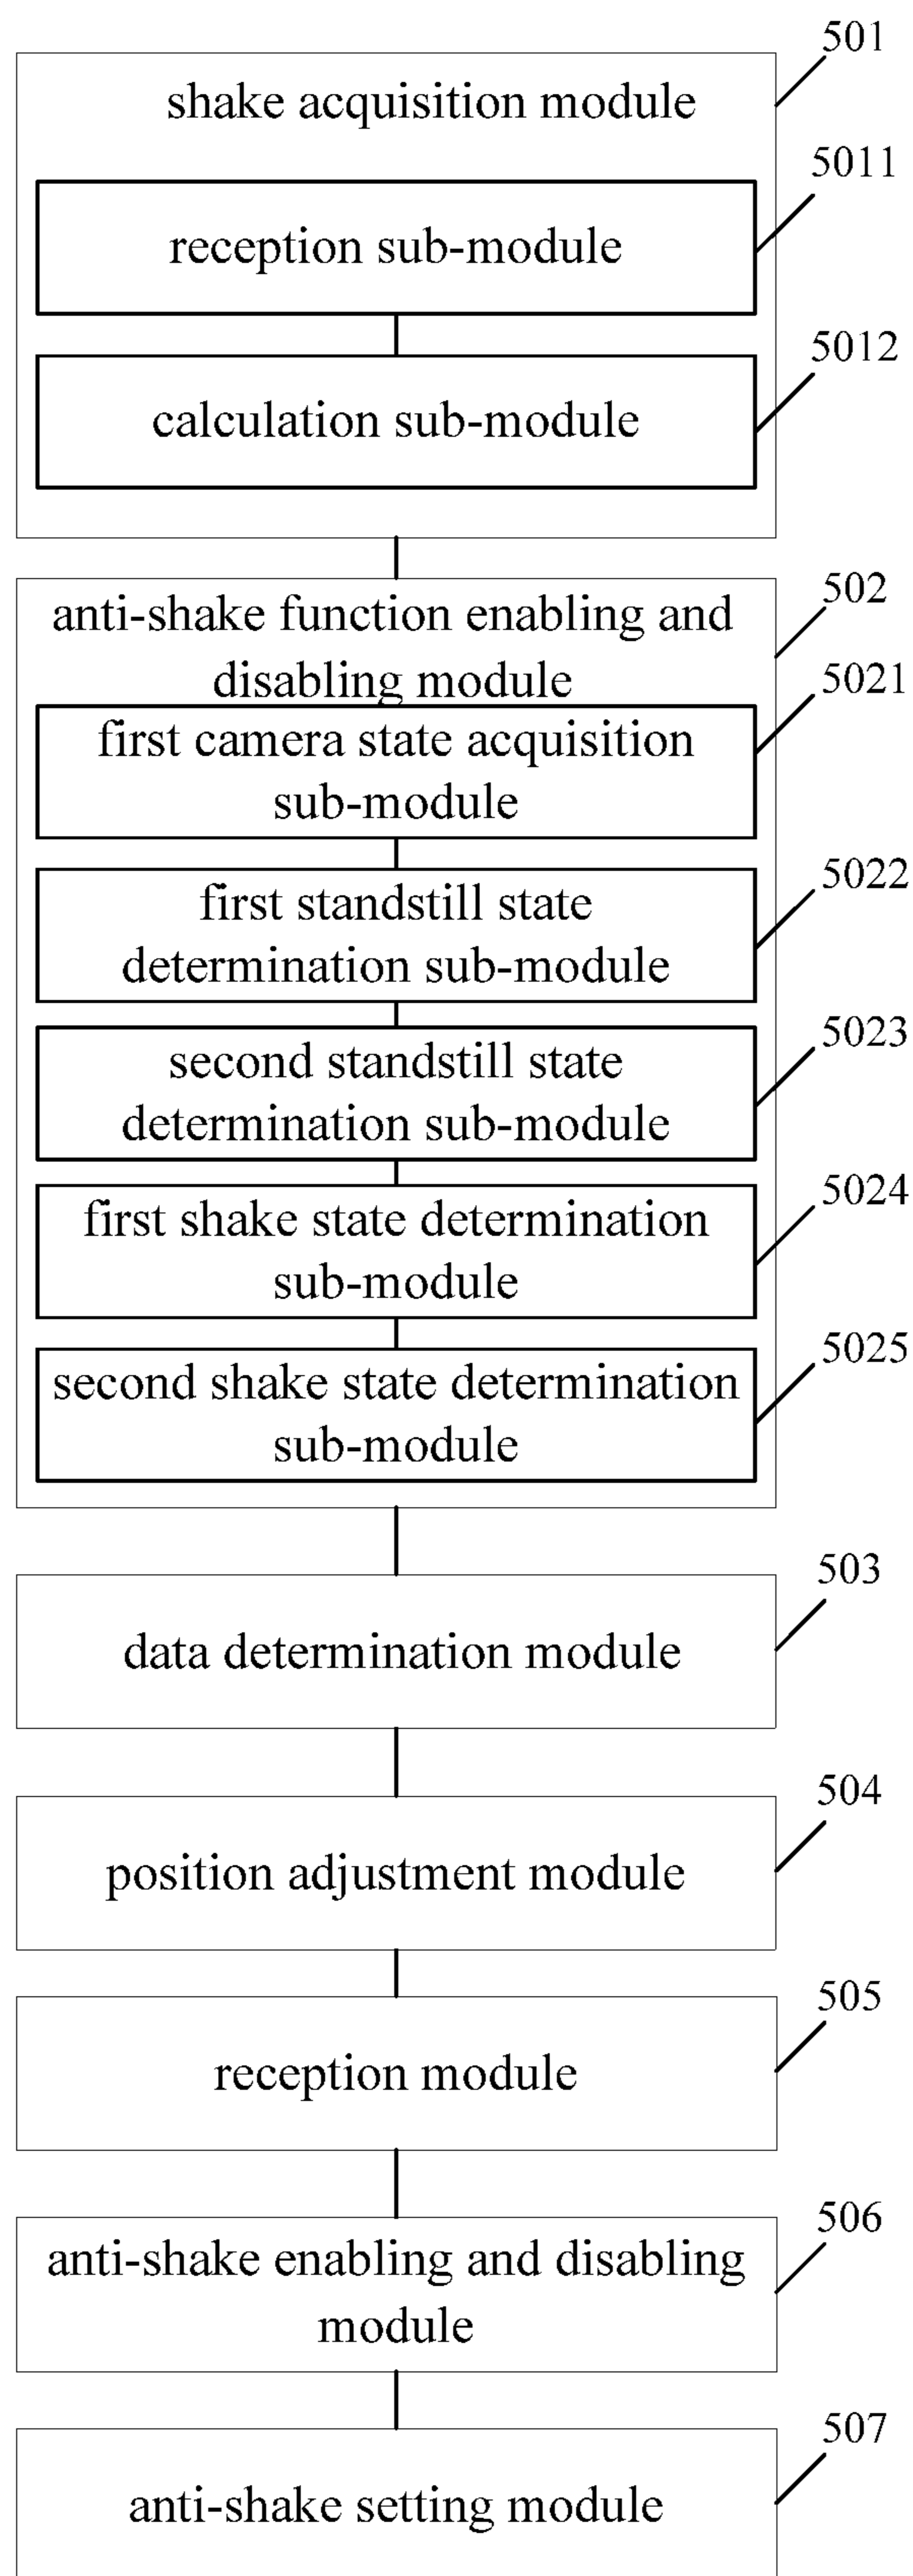 501
shake acquisition module
5011
reception sub-module
5012
calculation sub-module
502
anti-shake function enabling and
disabling module
5021
first camera state acquisition
sub-module
5022
first standstill state
determination sub-module
5023
second standstill state
determination sub-module
5024
first shake state determination
sub-module
5025
second shake state determination
sub-module
503
data determination module
504
position adjustment module
505
reception module
506
anti-shake enabling and disabling
module
507
anti-shake setting module